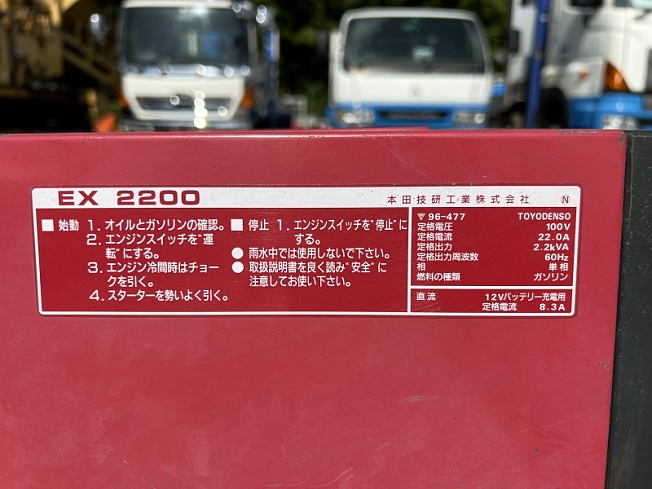 EX 2200
本田技研工業株式会社 Ⓝ
■ 始動 1. オイルとガソリンの確認。
2. エンジンスイッチを"運
転"にする。
3. エンジン冷間時はチョー
クを引く。
4. スターターを勢いよく引く。
■ 停止 1. エンジンスイッチを"停止"に
する。
● 雨水中では使用しないで下さい。
● 取扱説明書を良く読み"安全"に
注意してお使い下さい。
▽ 96-477 TOYODENSO
定格電圧 100V
定格電流 22.0A
定格出力 2.2kVA
定格出力周波数 60Hz
相 単相
燃料の種類 ガソリン
直流 12Vバッテリー充電用
定格電流 8.3A